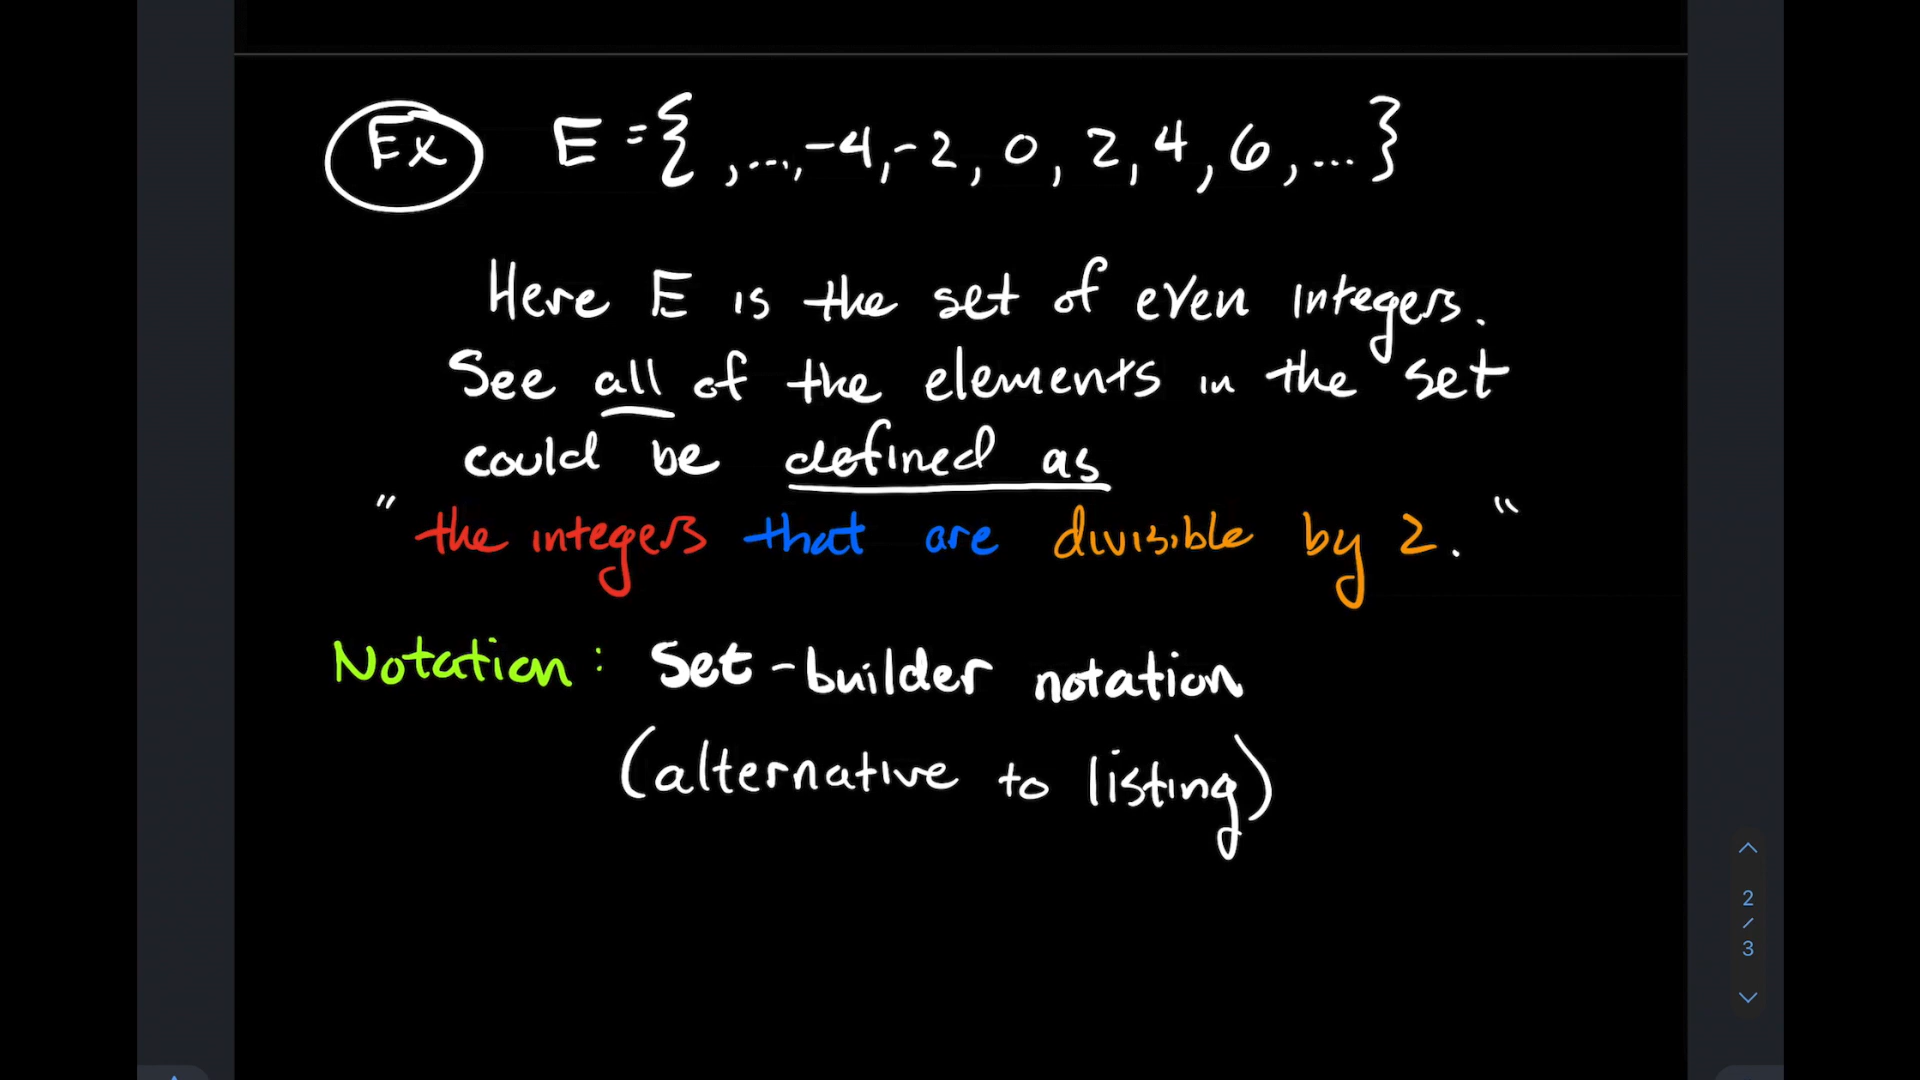 Ex E = { , ..., -4, -2, 0, 2, 4, 6, ... }
Here E is the set of even integers.
See all of the elements in the set
could be defined as
" the integers that are divisible by 2. "
Notation: Set-builder notation
(alternative to listing)
2
/
3